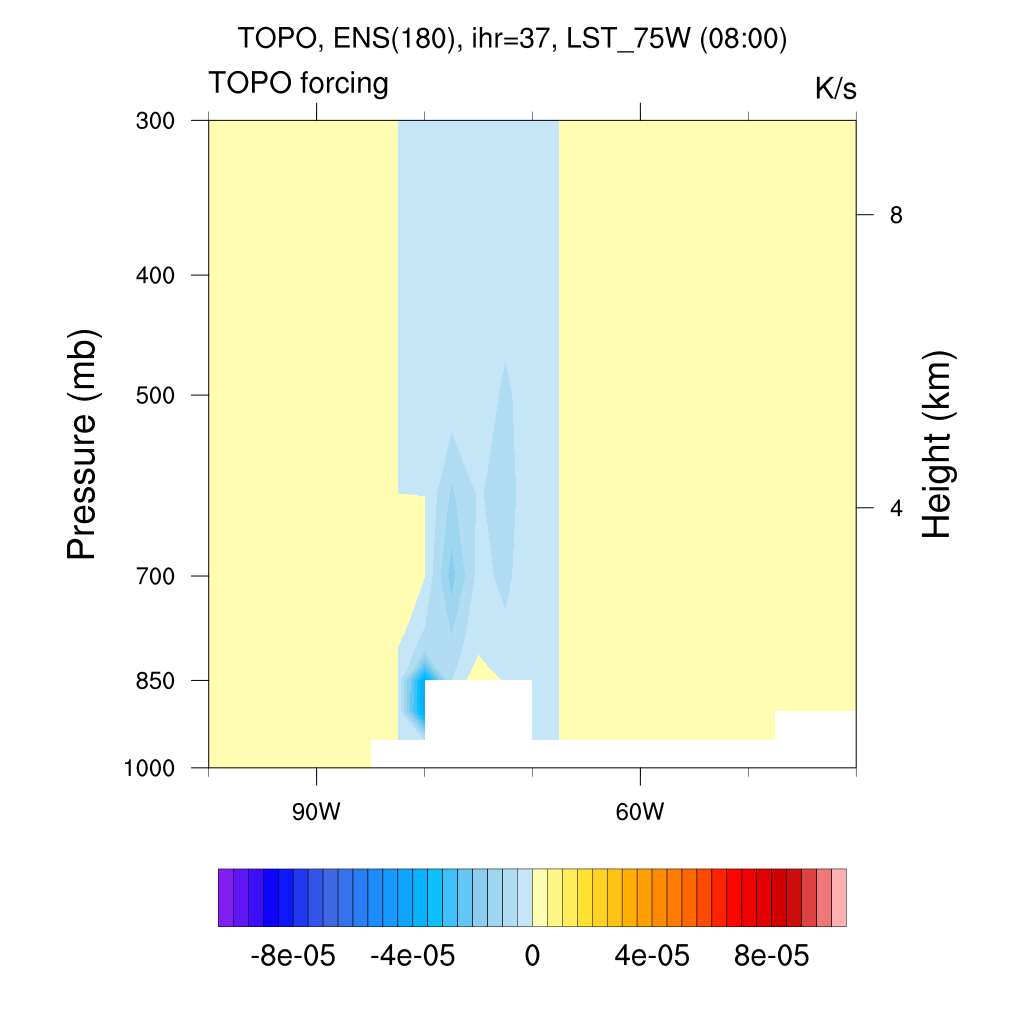 TOPO, ENS(180), ihr=37, LST_75W (08:00)
TOPO forcing
K/s
300
400
500
700
850
1000
Pressure (mb)
8
4
Height (km)
90W
60W
-8e-05
-4e-05
0
4e-05
8e-05